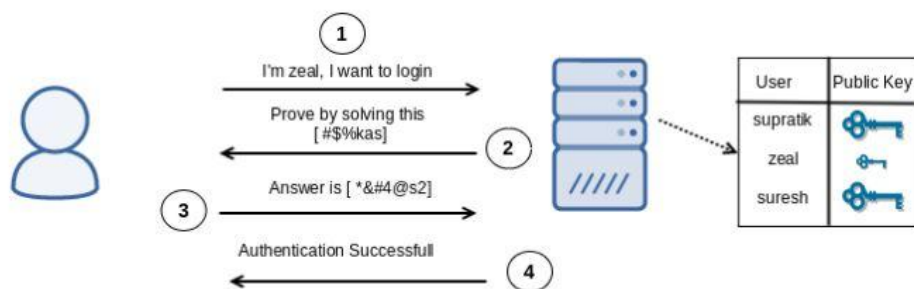 1
I'm zeal, I want to login
Prove by solving this
[ #$%kas]
2
Answer is [ *&#4@s2]
3
Authentication Successfull
4
User Public Key
supratik
zeal
suresh